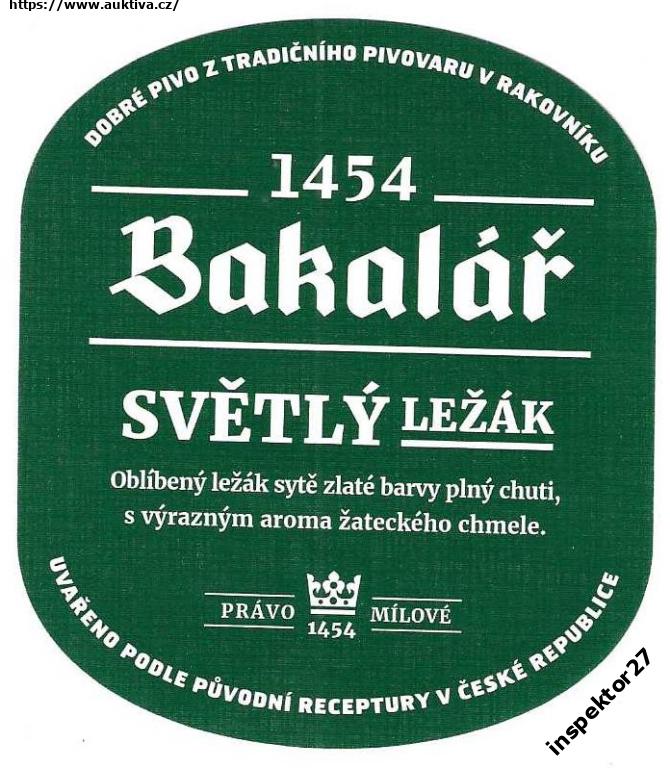 https://www.auktiva.cz/
DOBRÉ PIVO Z TRADIČNÍHO PIVOVARU V RAKOVNÍKU
1454
Bakalář
SVĚTLÝ LEŽÁK
Oblíbený ležák sytě zlaté barvy plný chuti,
s výrazným aroma žateckého chmele.
PRÁVO MÍLOVÉ
1454
UVAŘENO PODLE PŮVODNÍ RECEPTURY V ČESKÉ REPUBLICE
inspektor27